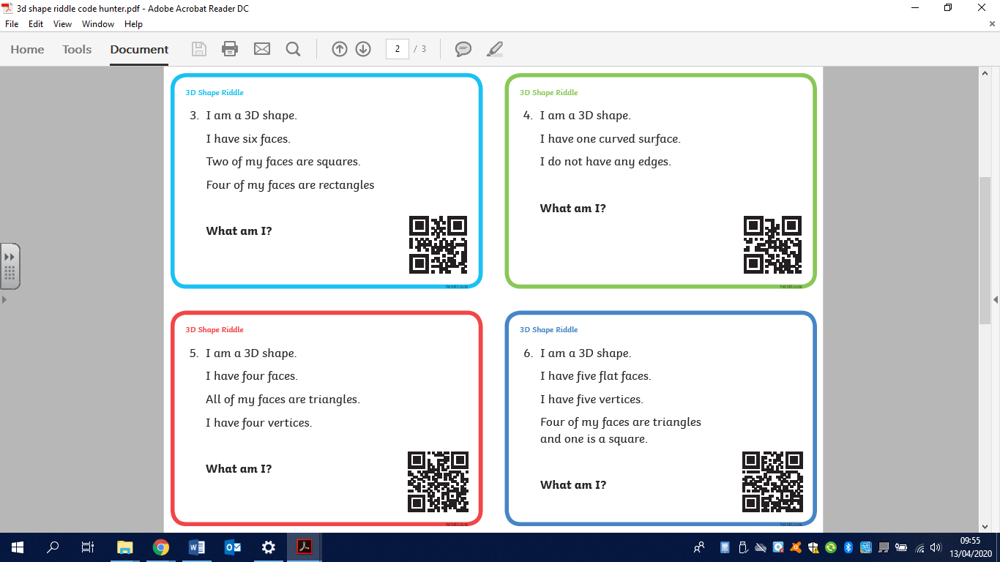 3d shape riddle code hunter.pdf - Adobe Acrobat Reader DC
File Edit View Window Help
Home Tools Document 2 / 3
3D Shape Riddle
3. I am a 3D shape.
I have six faces.
Two of my faces are squares.
Four of my faces are rectangles
What am I?
twinkl.com
3D Shape Riddle
4. I am a 3D shape.
I have one curved surface.
I do not have any edges.
What am I?
twinkl.com
3D Shape Riddle
5. I am a 3D shape.
I have four faces.
All of my faces are triangles.
I have four vertices.
What am I?
twinkl.com
3D Shape Riddle
6. I am a 3D shape.
I have five flat faces.
I have five vertices.
Four of my faces are triangles
and one is a square.
What am I?
twinkl.com
09:55
13/04/2020